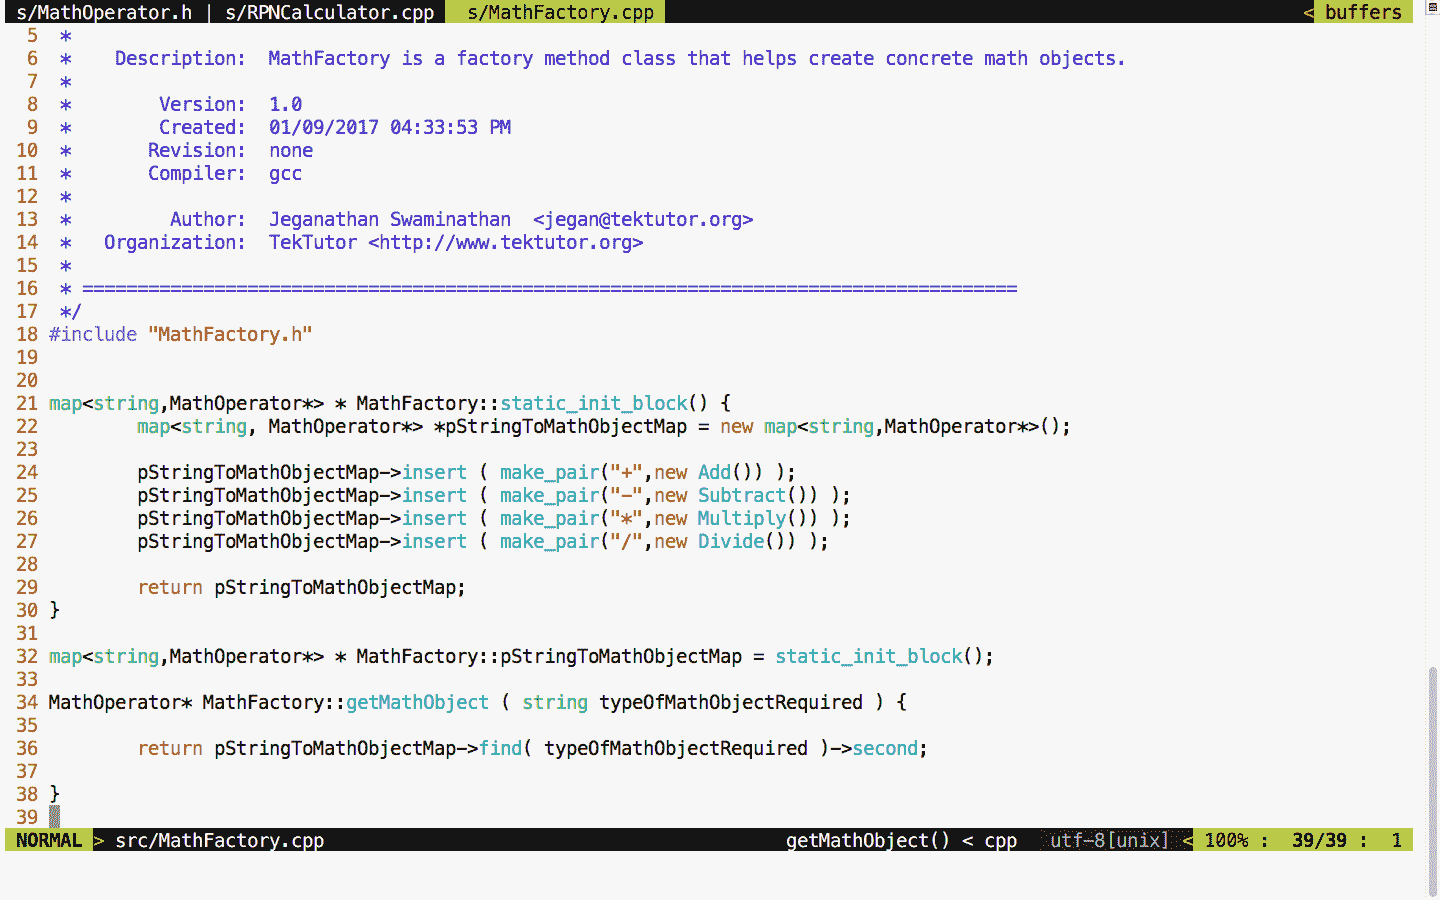 s/MathOperator.h | s/RPNCalculator.cpp s/MathFactory.cpp < buffers
5 *
6 * Description: MathFactory is a factory method class that helps create concrete math objects.
7 *
8 * Version: 1.0
9 * Created: 01/09/2017 04:33:53 PM
10 * Revision: none
11 * Compiler: gcc
12 *
13 * Author: Jeganathan Swaminathan <jegan@tektutor.org>
14 * Organization: TekTutor <http://www.tektutor.org>
15 *
16 * =====================================================================================
17 */
18 #include "MathFactory.h"
19
20
21 map<string,MathOperator*> * MathFactory::static_init_block() {
22 map<string, MathOperator*> *pStringToMathObjectMap = new map<string,MathOperator*>();
23
24 pStringToMathObjectMap->insert ( make_pair("+",new Add()) );
25 pStringToMathObjectMap->insert ( make_pair("-",new Subtract()) );
26 pStringToMathObjectMap->insert ( make_pair("*",new Multiply()) );
27 pStringToMathObjectMap->insert ( make_pair("/",new Divide()) );
28
29 return pStringToMathObjectMap;
30 }
31
32 map<string,MathOperator*> * MathFactory::pStringToMathObjectMap = static_init_block();
33
34 MathOperator* MathFactory::getMathObject ( string typeOfMathObjectRequired ) {
35
36 return pStringToMathObjectMap->find( typeOfMathObjectRequired )->second;
37
38 }
39
NORMAL > src/MathFactory.cpp getMathObject() < cpp utf-8[unix] < 100% : 39/39 : 1